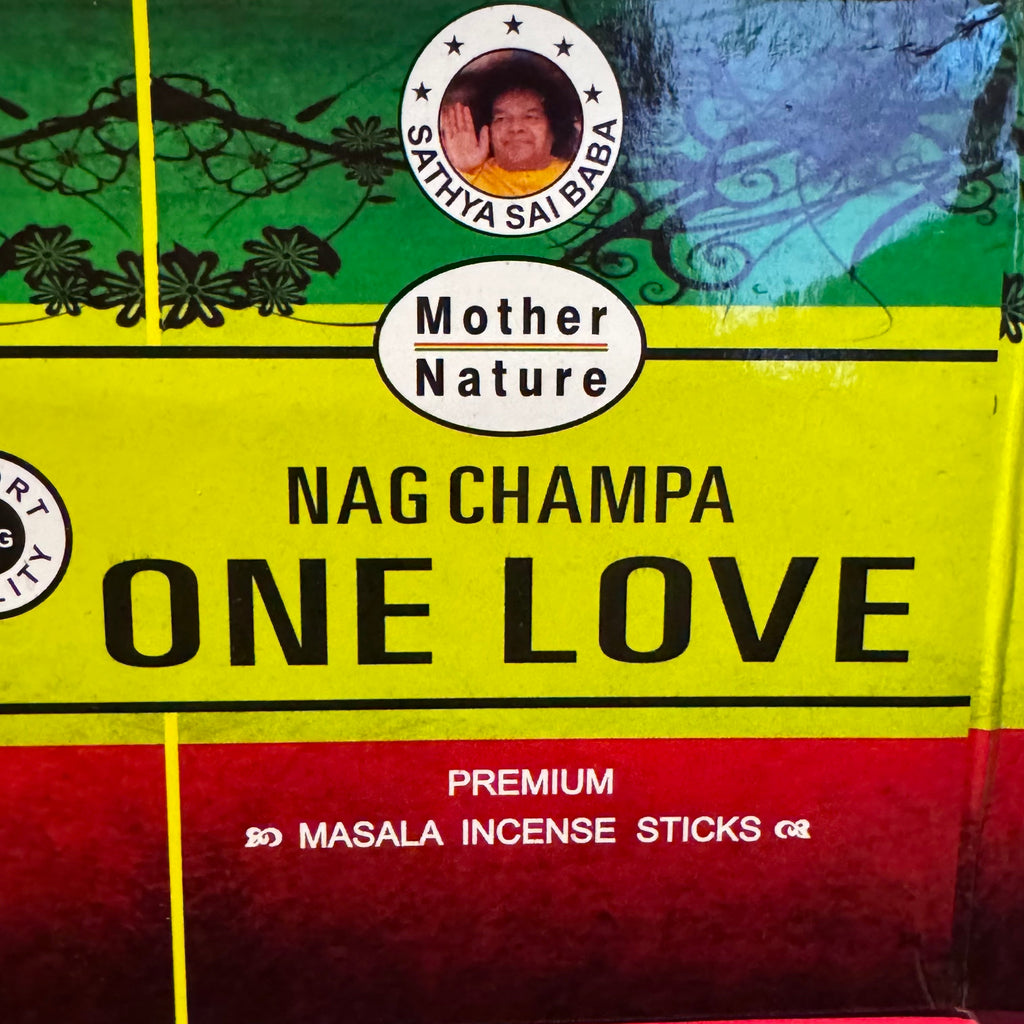 SATHYA SAI BABA
Mother
Nature
NAG CHAMPA
ONE LOVE
PREMIUM
MASALA INCENSE STICKS